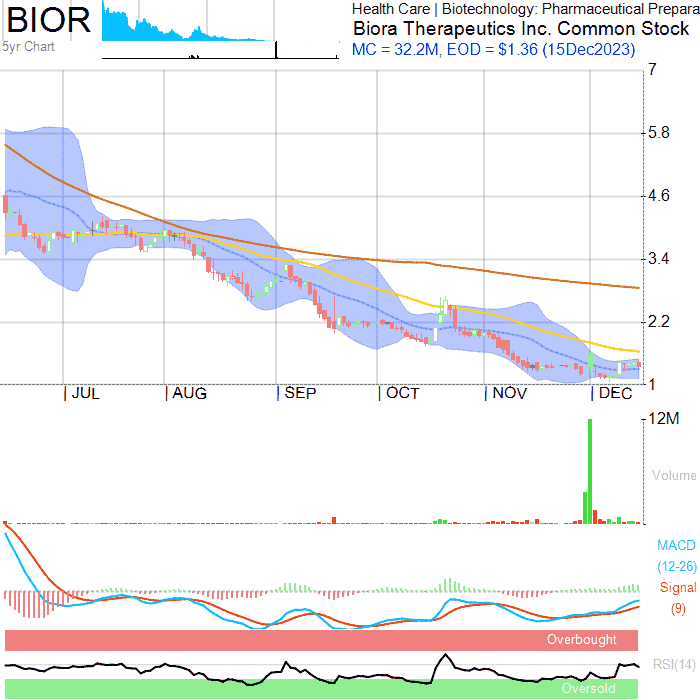 BIOR
Health Care | Biotechnology: Pharmaceutical Prepara
Biora Therapeutics Inc. Common Stock
5yr Chart
MC = 32.2M, EOD = $1.36 (15Dec2023)
7
5.8
4.6
3.4
2.2
1
| JUL | AUG | SEP | OCT | NOV | DEC
12M
Volume
MACD
(12-26)
Signal
(9)
Overbought
RSI(14)
Oversold